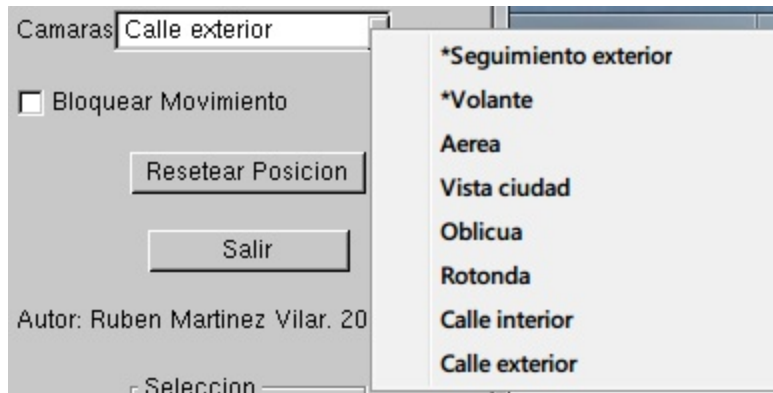 Camaras Calle exterior
Bloquear Movimiento
Resetear Posicion
Salir
Autor: Ruben Martinez Vilar. 20
Seleccion
*Seguimiento exterior
*Volante
Aerea
Vista ciudad
Oblicua
Rotonda
Calle interior
Calle exterior